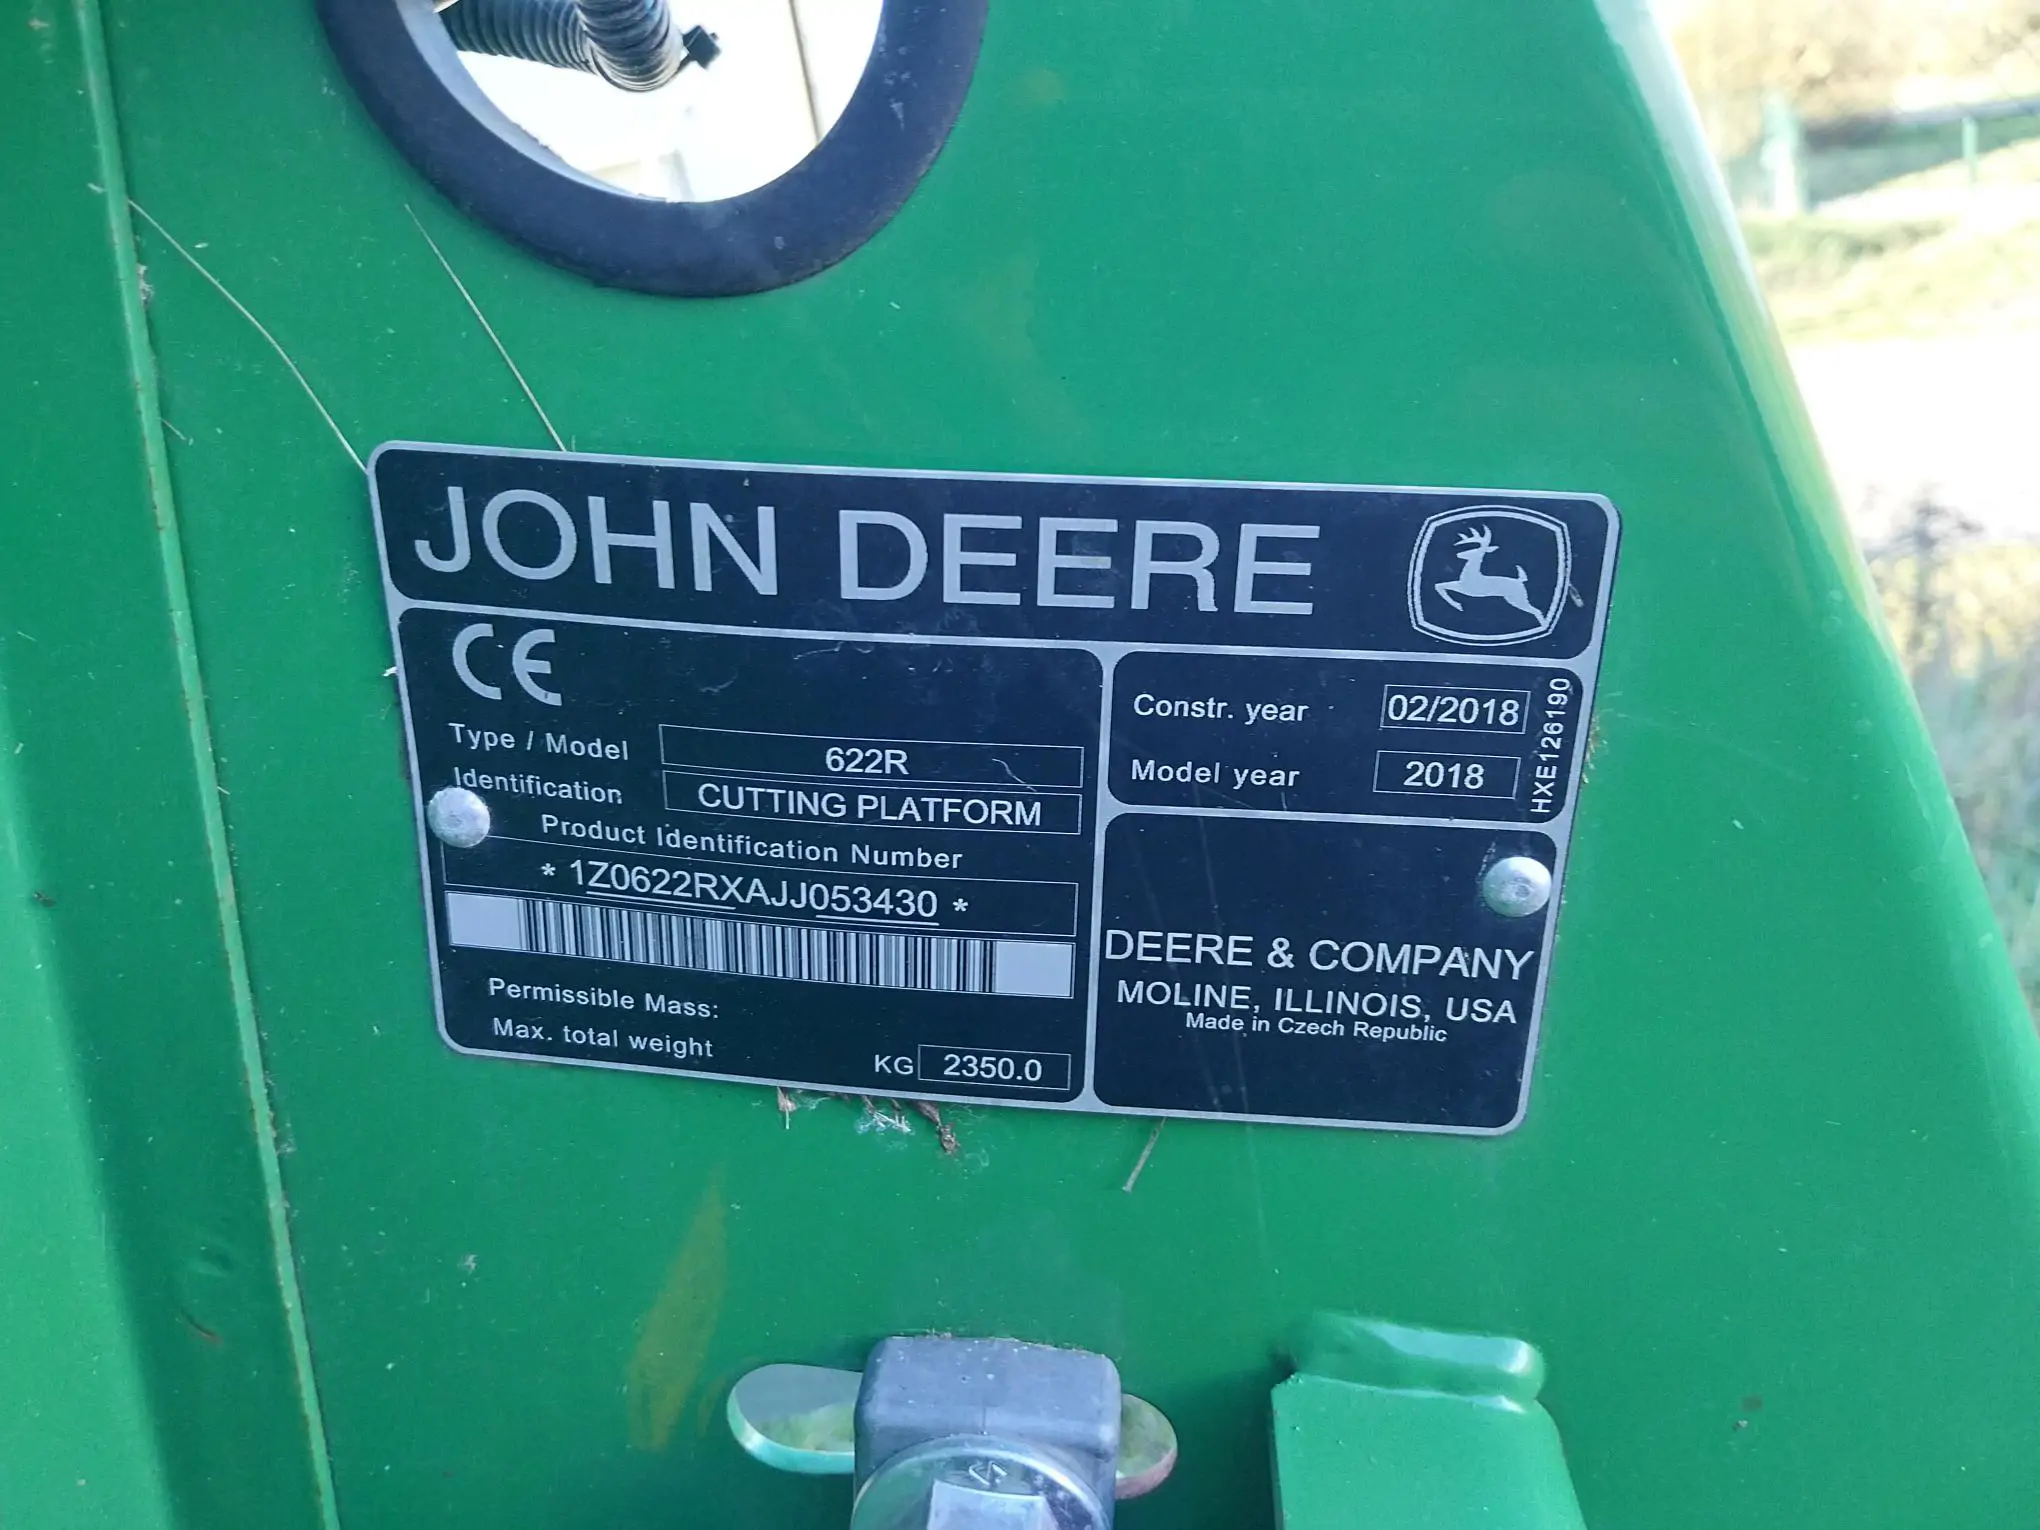 JOHN DEERE
CE
Type / Model 622R
Identification CUTTING PLATFORM
Product Identification Number
* 1Z0622RXAJJ053430 *
Permissible Mass:
Max. total weight KG 2350.0
Constr. year 02/2018
Model year 2018
HXE126190
DEERE & COMPANY
MOLINE, ILLINOIS, USA
Made in Czech Republic